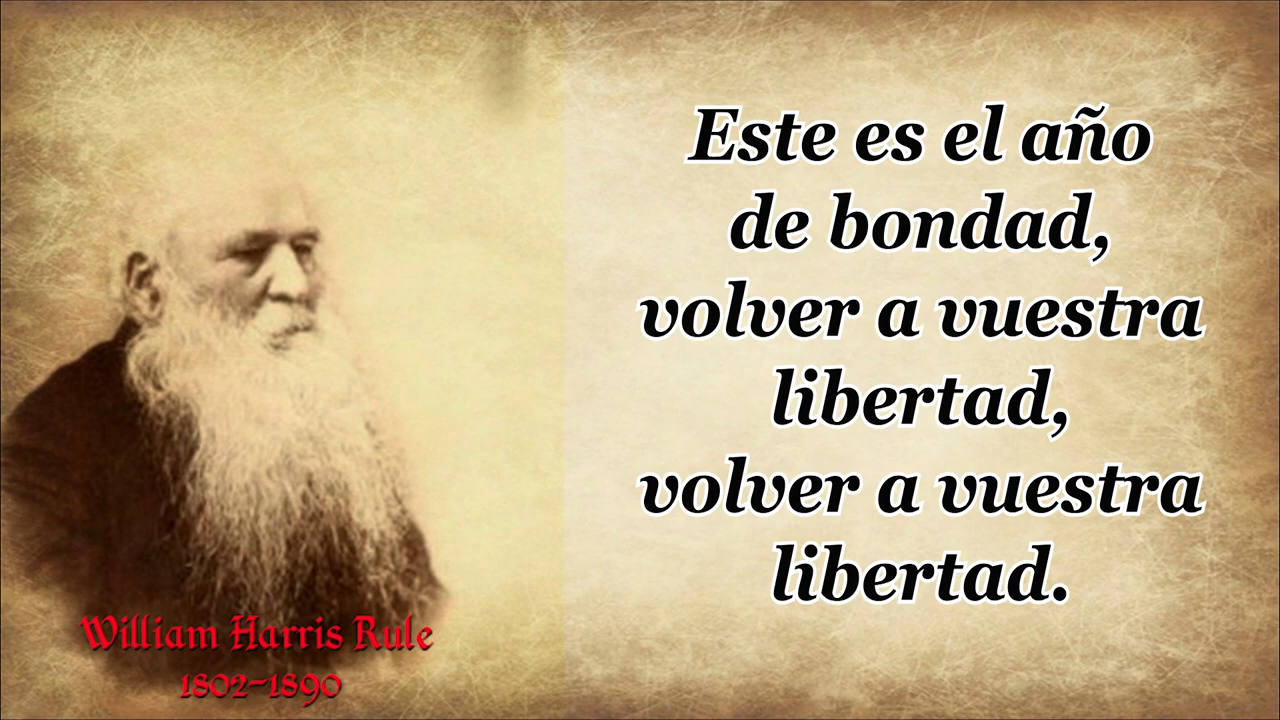 Este es el año
de bondad,
volver a vuestra
libertad,
volver a vuestra
libertad.
William Harris Rule
1802-1890